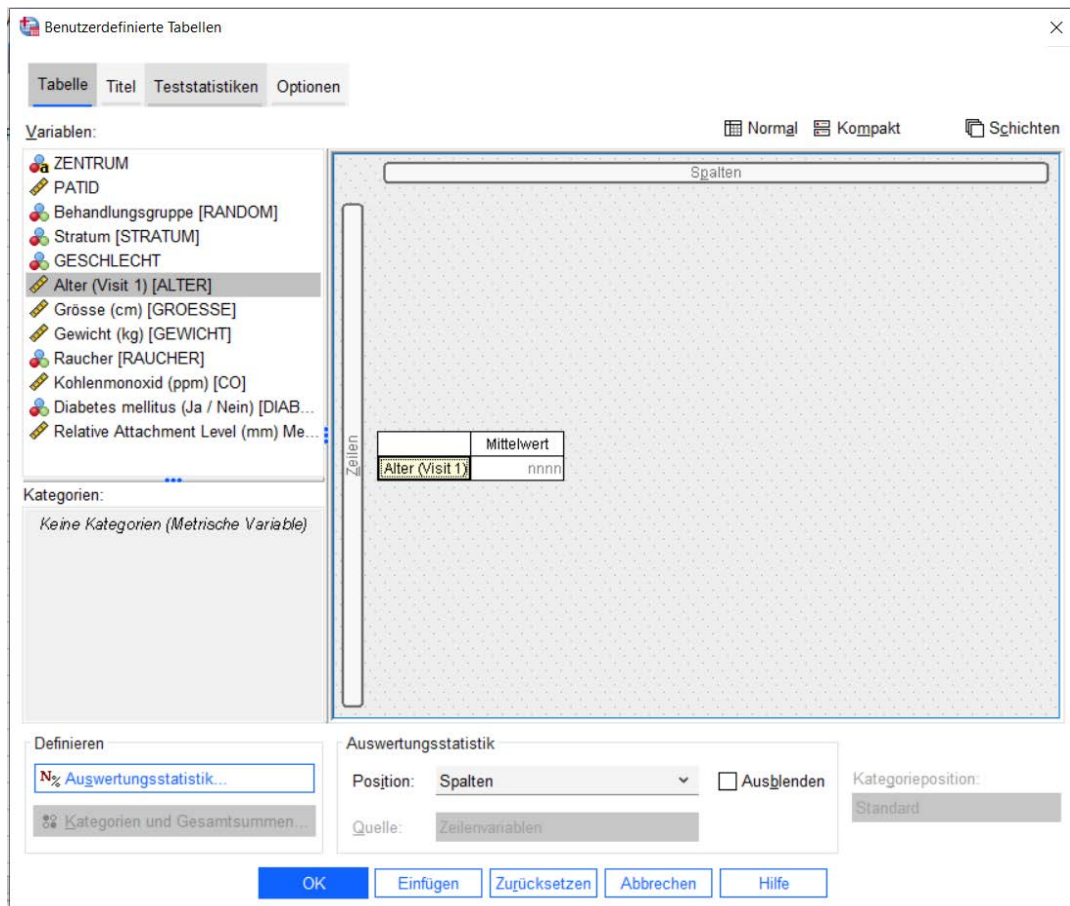 Benutzerdefinierte Tabellen
Tabelle Titel Teststatistiken Optionen
Variablen:
Normal Kompakt Schichten
ZENTRUM
PATID
Behandlungsgruppe [RANDOM]
Stratum [STRATUM]
GESCHLECHT
Alter (Visit 1) [ALTER]
Grösse (cm) [GROESSE]
Gewicht (kg) [GEWICHT]
Raucher [RAUCHER]
Kohlenmonoxid (ppm) [CO]
Diabetes mellitus (Ja / Nein) [DIAB...
Relative Attachment Level (mm) Me...
Kategorien:
Keine Kategorien (Metrische Variable)
Spalten
Zeilen
Mittelwert
Alter (Visit 1) nnnn
Definieren
N% Auswertungsstatistik...
Kategorien und Gesamtsummen...
Auswertungsstatistik
Position: Spalten Ausblenden
Quelle: Zeilenvariablen
Kategorieposition:
Standard
OK Einfügen Zurücksetzen Abbrechen Hilfe